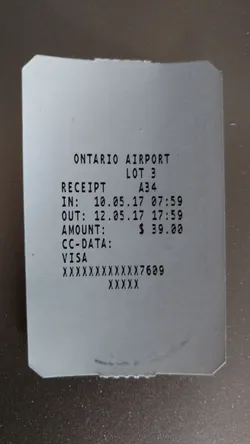 ONTARIO AIRPORT
LOT 3
RECEIPT A34
IN: 10.05.17 07:59
OUT: 12.05.17 17:59
AMOUNT: $ 39.00
CC-DATA:
VISA
XXXXXXXXXXXX7609
XXXXX